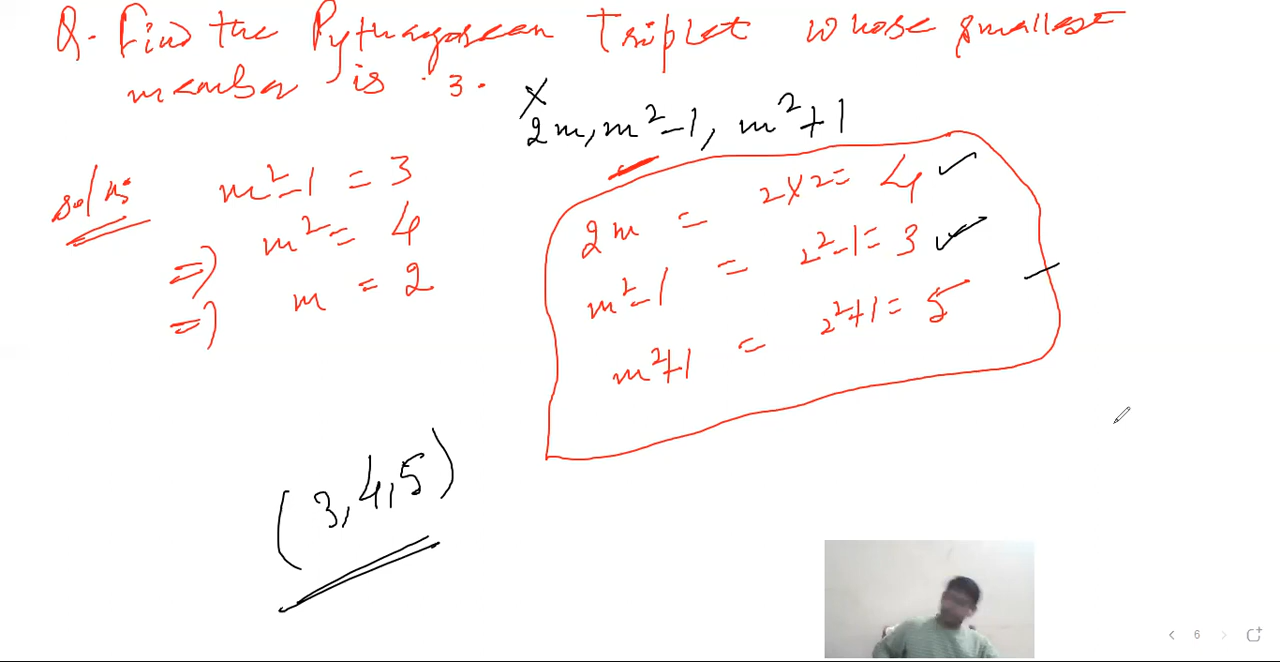 Q. Find the Pythagorean Triplet whose smallest
member is 3.
2m, m²-1, m²+1
Sol/n:
m²-1 = 3
=> m² = 4
=> m = 2
2m = 2×2= 4 ✓
m²-1 = 2²-1= 3 ✓
m²+1 = 2²+1= 5
(3,4,5)
6